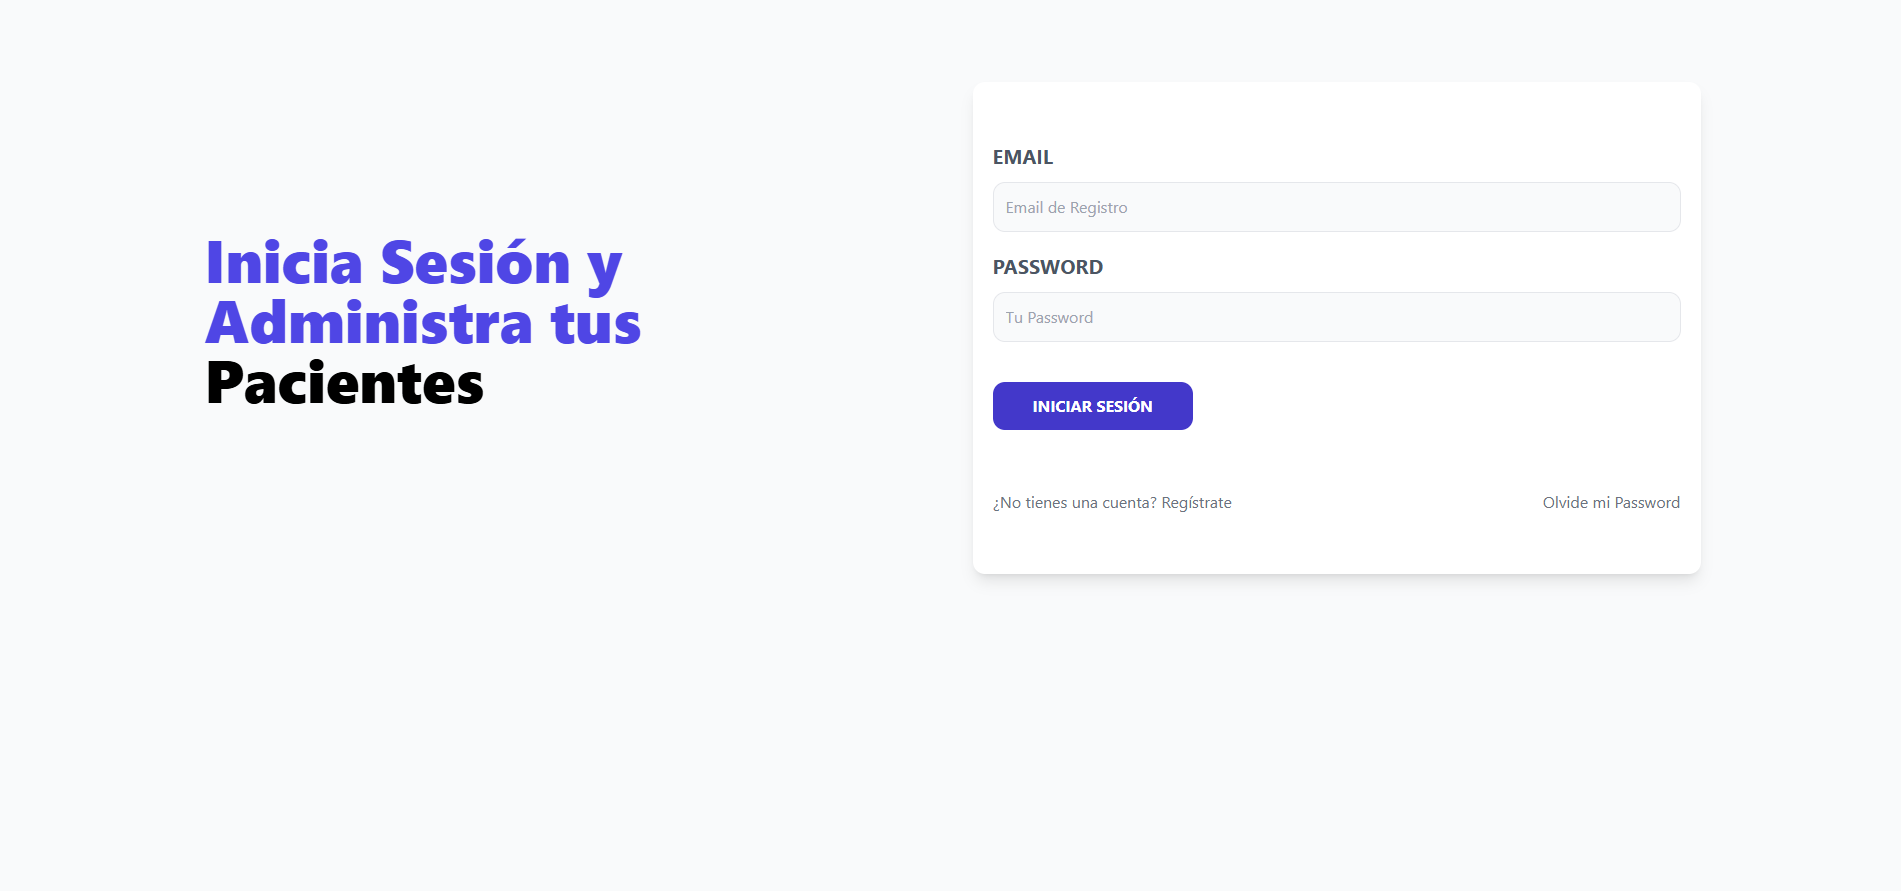 Inicia Sesión y
Administra tus
Pacientes
EMAIL
Email de Registro
PASSWORD
Tu Password
INICIAR SESIÓN
¿No tienes una cuenta? Regístrate
Olvide mi Password